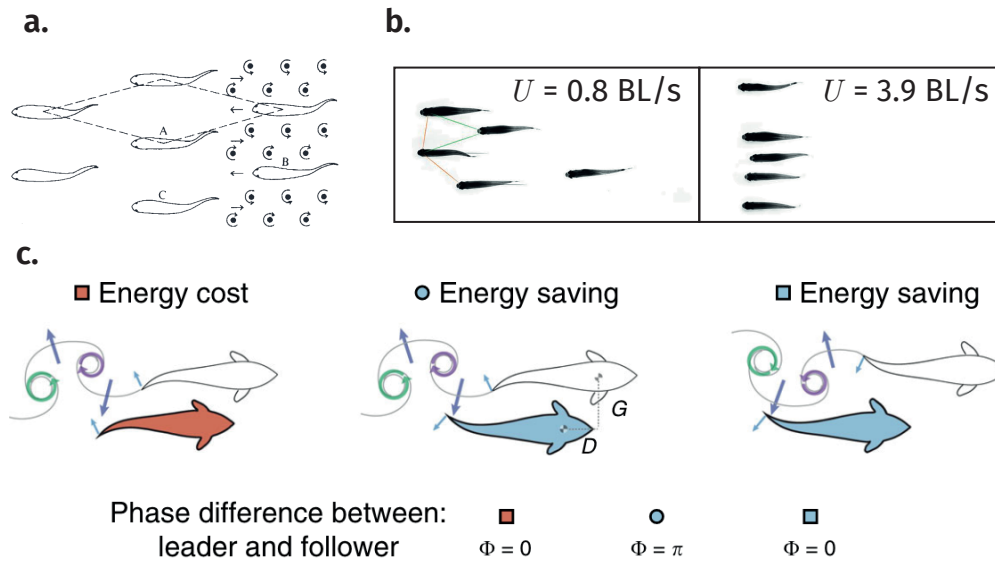 a.
A
B
C
b.
U = 0.8 BL/s
U = 3.9 BL/s
c.
Energy cost
Energy saving
Energy saving
G
D
Phase difference between:
leader and follower
Φ = 0
Φ = π
Φ = 0